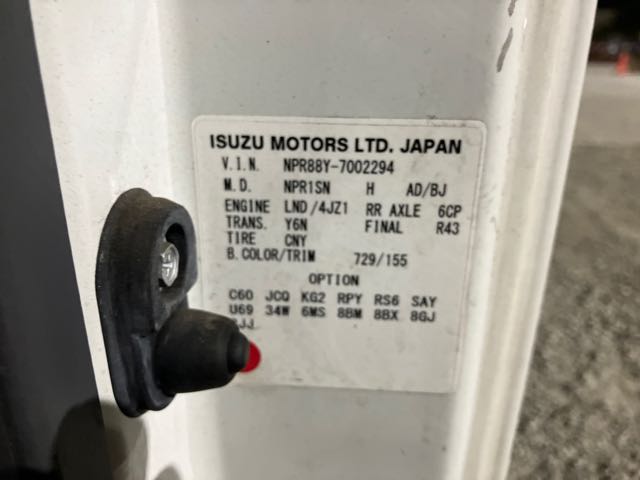 ISUZU MOTORS LTD. JAPAN
V.I.N. NPR88Y-7002294
M.D. NPR1SN H AD/BJ
ENGINE LND/4JZ1 RR AXLE 6CP
TRANS. Y6N FINAL R43
TIRE CNY
B.COLOR/TRIM 729/155
OPTION
C60 JCQ KG2 RPY RS6 SAY
U69 34W 6MS 8BM 8BX 8GJ